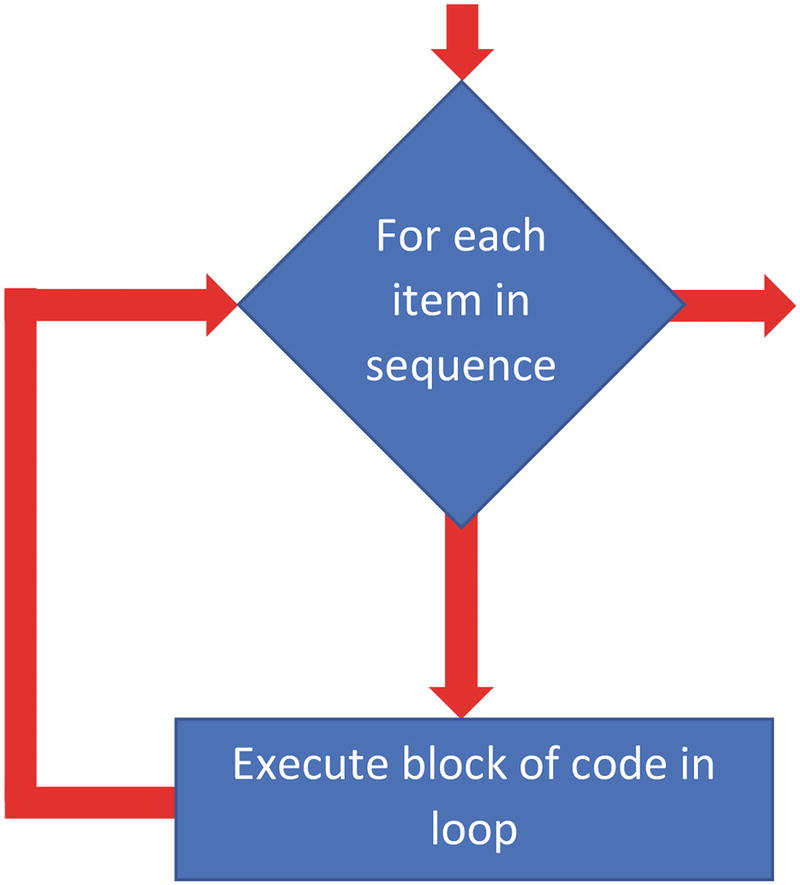 For each
item in
sequence
Execute block of code in
loop